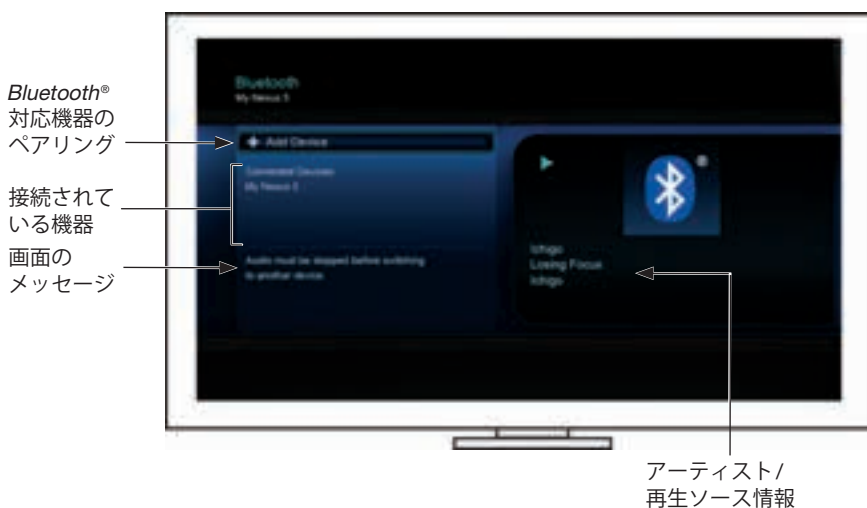 Bluetooth®
対応機器の
ペアリング
接続されて
いる機器
画面の
メッセージ
Bluetooth
My Nexus 5
Add Device
Connected Devices
My Nexus 5
Audio must be stopped before switching
to another device.
®
Ichigo
Losing Focus
Ichigo
アーティスト/
再生ソース情報